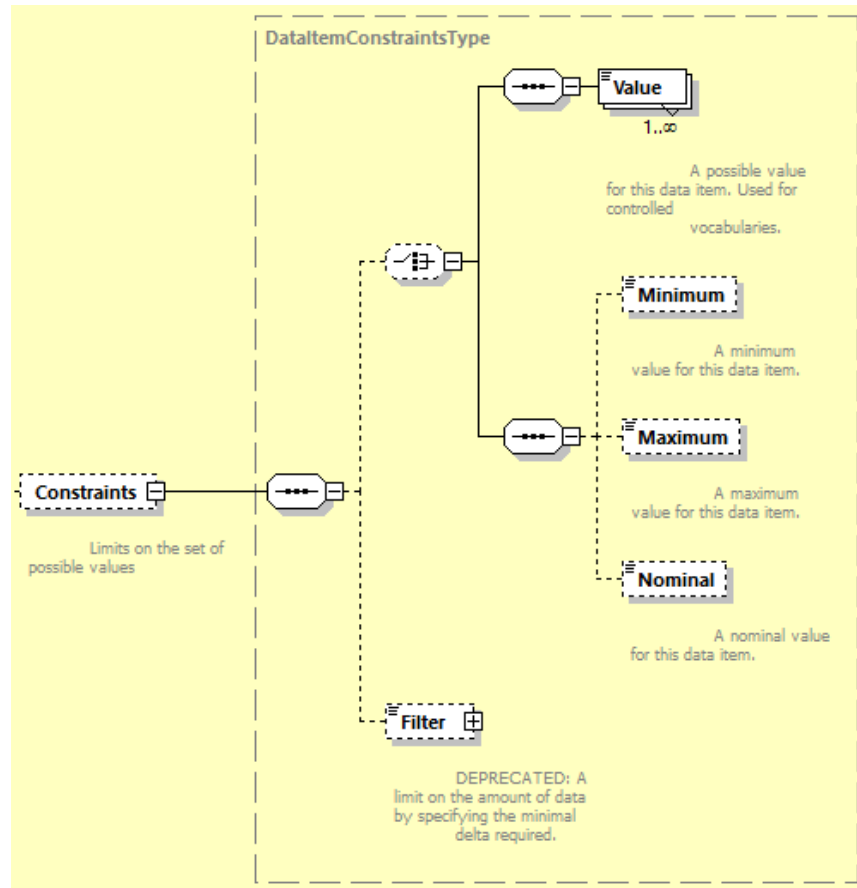 DataItemConstraintsType
Value
1..∞
A possible value
for this data item. Used for
controlled
vocabularies.
Minimum
A minimum
value for this data item.
Maximum
A maximum
value for this data item.
Constraints
Limits on the set of
possible values
Nominal
A nominal value
for this data item.
Filter
DEPRECATED: A
limit on the amount of data
by specifying the minimal
delta required.